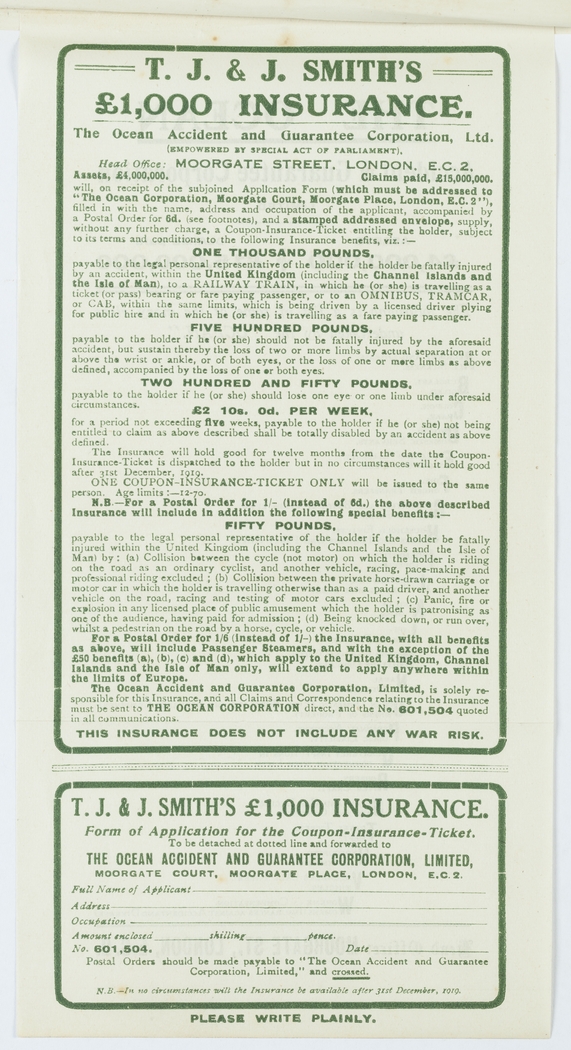 T. J. & J. SMITH'S
£1,000 INSURANCE.
The Ocean Accident and Guarantee Corporation, Ltd.
(EMPOWERED BY SPECIAL ACT OF PARLIAMENT).
Head Office: MOORGATE STREET, LONDON, E.C. 2,
Assets, £4,000,000. Claims paid, £15,000,000.
will, on receipt of the subjoined Application Form (which must be addressed to
"The Ocean Corporation, Moorgate Court, Moorgate Place, London, E.C. 2"),
filled in with the name, address and occupation of the applicant, accompanied by
a Postal Order for 6d. (see footnotes), and a stamped addressed envelope, supply,
without any further charge, a Coupon-Insurance-Ticket entitling the holder, subject
to its terms and conditions, to the following Insurance benefits, viz. :—
ONE THOUSAND POUNDS,
payable to the legal personal representative of the holder if the holder be fatally injured
by an accident, within the United Kingdom (including the Channel Islands and
the Isle of Man), to a RAILWAY TRAIN, in which he (or she) is travelling as a
ticket (or pass) bearing or fare paying passenger, or to an OMNIBUS, TRAMCAR,
or CAB, within the same limits, which is being driven by a licensed driver plying
for public hire and in which he (or she) is travelling as a fare paying passenger.
FIVE HUNDRED POUNDS,
payable to the holder if he (or she) should not be fatally injured by the aforesaid
accident, but sustain thereby the loss of two or more limbs by actual separation at or
above the wrist or ankle, or of both eyes, or the loss of one or more limbs as above
defined, accompanied by the loss of one or both eyes.
TWO HUNDRED AND FIFTY POUNDS,
payable to the holder if he (or she) should lose one eye or one limb under aforesaid
circumstances.
£2 10s. 0d. PER WEEK,
for a period not exceeding five weeks, payable to the holder if he (or she) not being
entitled to claim as above described shall be totally disabled by an accident as above
defined.
The Insurance will hold good for twelve months from the date the Coupon-
Insurance-Ticket is dispatched to the holder but in no circumstances will it hold good
after 31st December, 1919.
ONE COUPON-INSURANCE-TICKET ONLY will be issued to the same
person. Age limits :—12-70.
N.B.—For a Postal Order for 1/- (instead of 6d.) the above described
Insurance will include in addition the following special benefits :—
FIFTY POUNDS,
payable to the legal personal representative of the holder if the holder be fatally
injured within the United Kingdom (including the Channel Islands and the Isle of
Man) by : (a) Collision between the cycle (not motor) on which the holder is riding
on the road as an ordinary cyclist, and another vehicle, racing, pace-making and
professional riding excluded ; (b) Collision between the private horse-drawn carriage or
motor car in which the holder is travelling otherwise than as a paid driver, and another
vehicle on the road, racing and testing of motor cars excluded ; (c) Panic, fire or
explosion in any licensed place of public amusement which the holder is patronising as
one of the audience, having paid for admission ; (d) Being knocked down, or run over,
whilst a pedestrian on the road by a horse, cycle, or vehicle.
For a Postal Order for 1/6 (instead of 1/-) the Insurance, with all benefits
as above, will include Passenger Steamers, and with the exception of the
£50 benefits (a), (b), (c) and (d), which apply to the United Kingdom, Channel
Islands and the Isle of Man only, will extend to apply anywhere within
the limits of Europe.
The Ocean Accident and Guarantee Corporation, Limited, is solely re-
sponsible for this Insurance, and all Claims and Correspondence relating to the Insurance
must be sent to THE OCEAN CORPORATION direct, and the No. 601,504 quoted
in all communications.
THIS INSURANCE DOES NOT INCLUDE ANY WAR RISK.
T. J. & J. SMITH'S £1,000 INSURANCE.
Form of Application for the Coupon-Insurance-Ticket.
To be detached at dotted line and forwarded to
THE OCEAN ACCIDENT AND GUARANTEE CORPORATION, LIMITED,
MOORGATE COURT, MOORGATE PLACE, LONDON, E.C. 2.
Full Name of Applicant
Address
Occupation
Amount enclosed shilling pence.
No. 601,504. Date
Postal Orders should be made payable to "The Ocean Accident and Guarantee
Corporation, Limited," and crossed.
N.B.—In no circumstances will the Insurance be available after 31st December, 1919.
PLEASE WRITE PLAINLY.